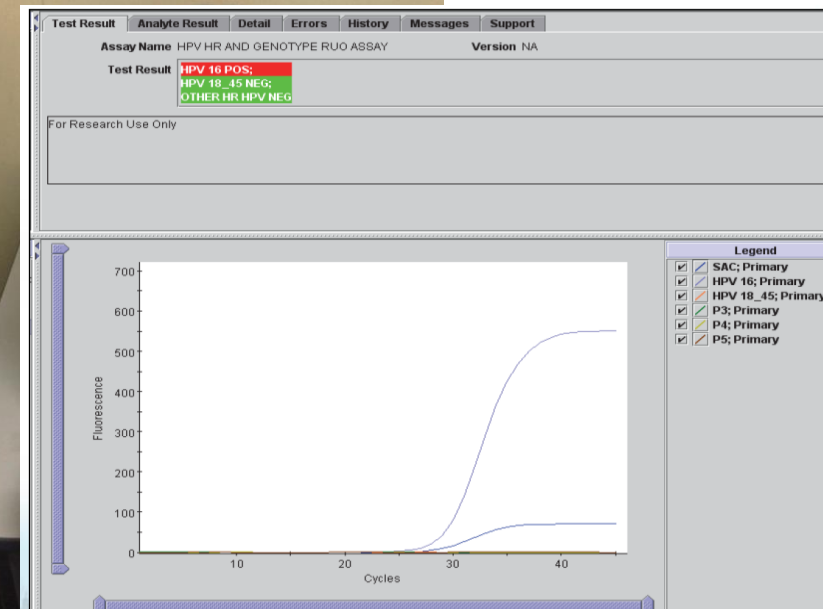 Test Result Analyte Result Detail Errors History Messages Support
Assay Name HPV HR AND GENOTYPE RUO ASSAY Version NA
Test Result HPV 16 POS;
HPV 18_45 NEG;
OTHER HR HPV NEG
For Research Use Only
Legend
SAC; Primary
HPV 16; Primary
HPV 18_45; Primary
P3; Primary
P4; Primary
P5; Primary
Fluorescence
700
600
500
400
300
200
100
0
10 20 30 40
Cycles